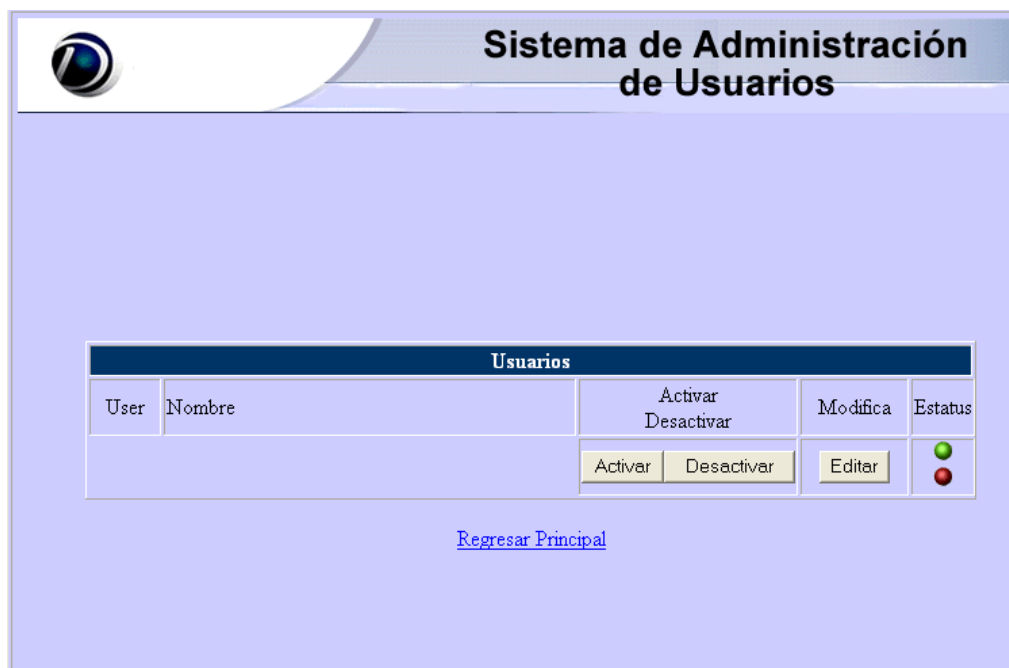 Sistema de Administración
de Usuarios
Usuarios
User Nombre Activar Desactivar Modifica Estatus
Activar Desactivar Editar
Regresar Principal